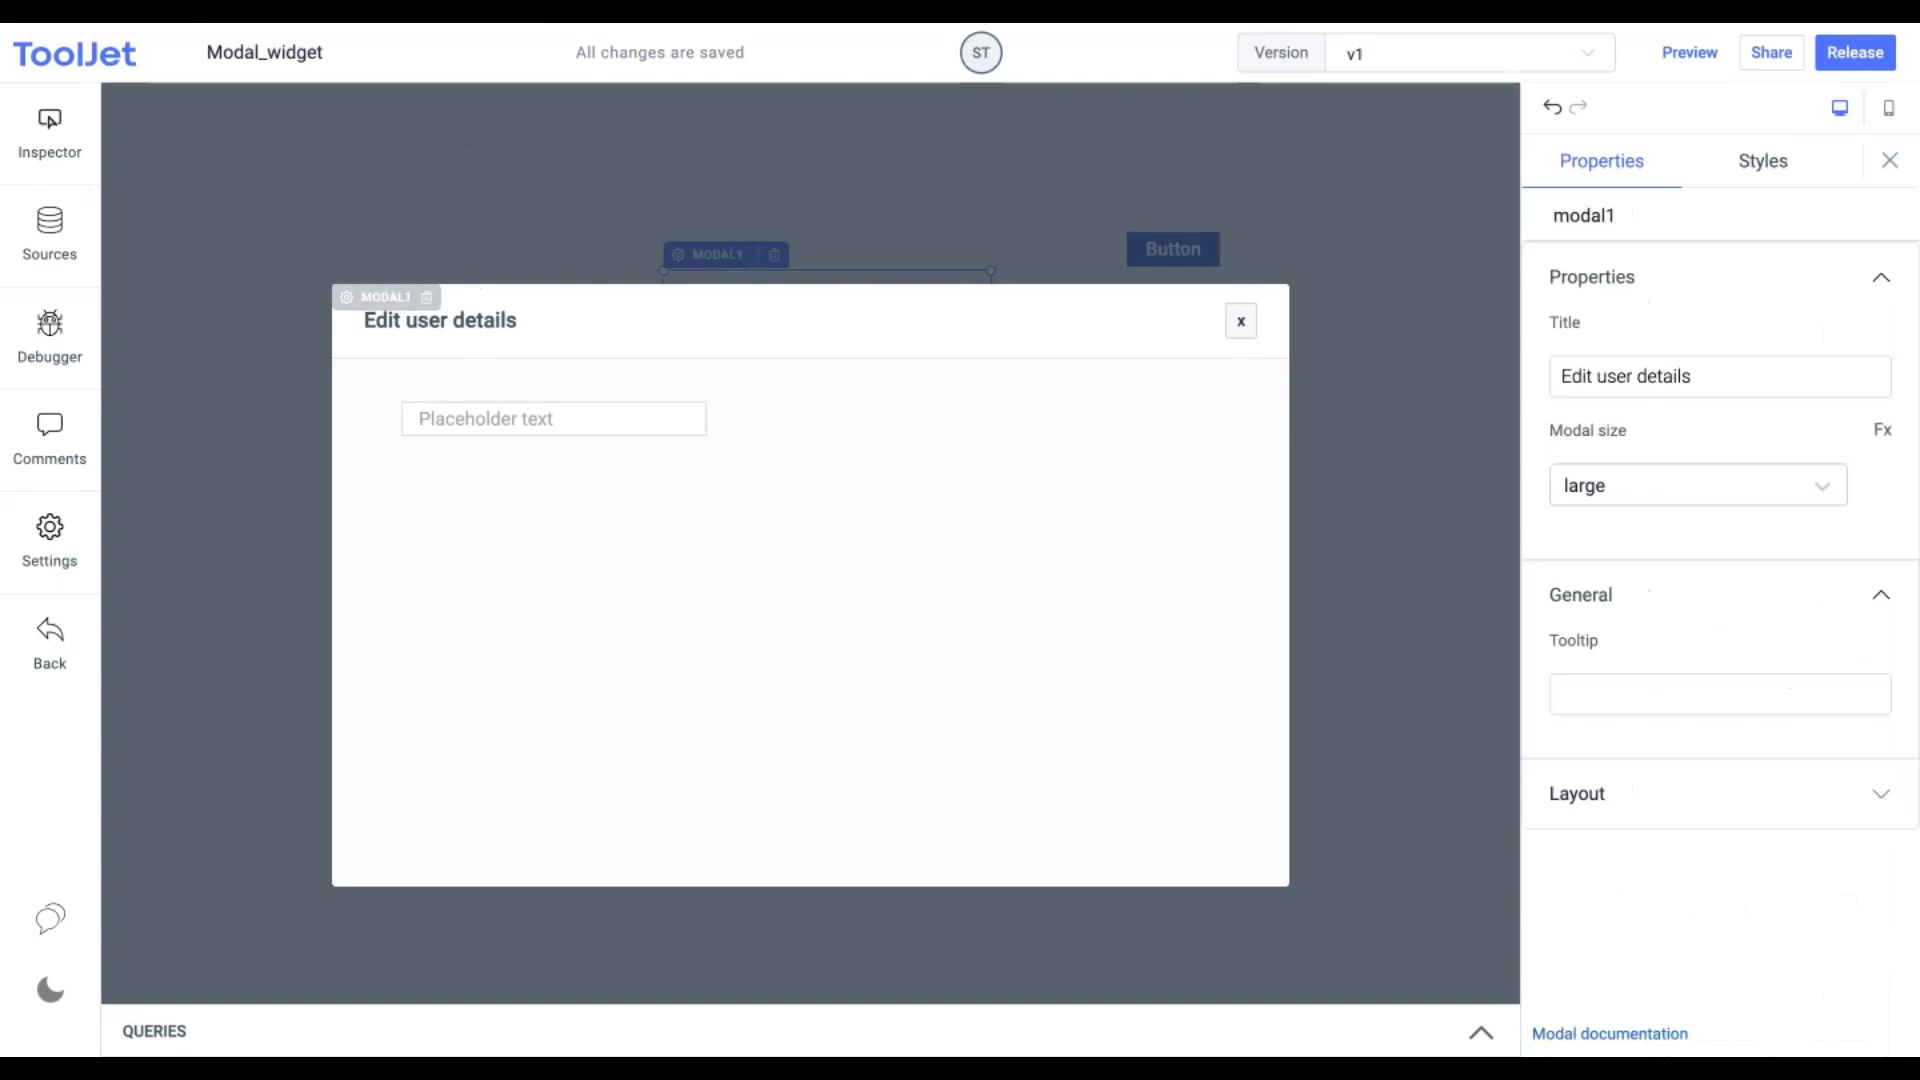 ToolJet
Modal_widget
All changes are saved
ST
Version
v1
Preview
Share
Release
Inspector
Sources
Debugger
Comments
Settings
Back
MODAL1
Button
MODAL1
Edit user details
x
Placeholder text
QUERIES
Properties
Styles
modal1
Properties
Title
Edit user details
Modal size
Fx
large
General
Tooltip
Layout
Modal documentation